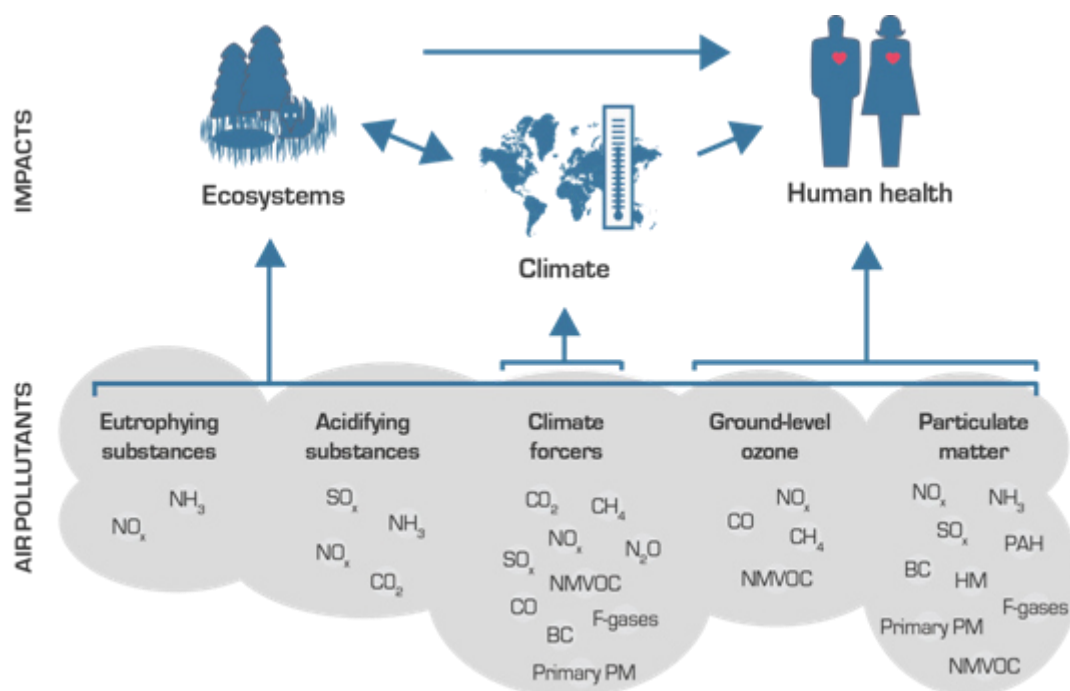 IMPACTS
Ecosystems
Climate
Human health
AIR POLLUTANTS
Eutrophying
substances
NH₃
NOₓ
Acidifying
substances
SOₓ
NH₃
NOₓ
CO₂
Climate
forcers
CO₂
CH₄
NOₓ
N₂O
SOₓ
NMVOC
CO
F-gases
BC
Primary PM
Ground-level
ozone
NOₓ
CO
CH₄
NMVOC
Particulate
matter
NOₓ
NH₃
SOₓ
PAH
BC
HM
F-gases
Primary PM
NMVOC